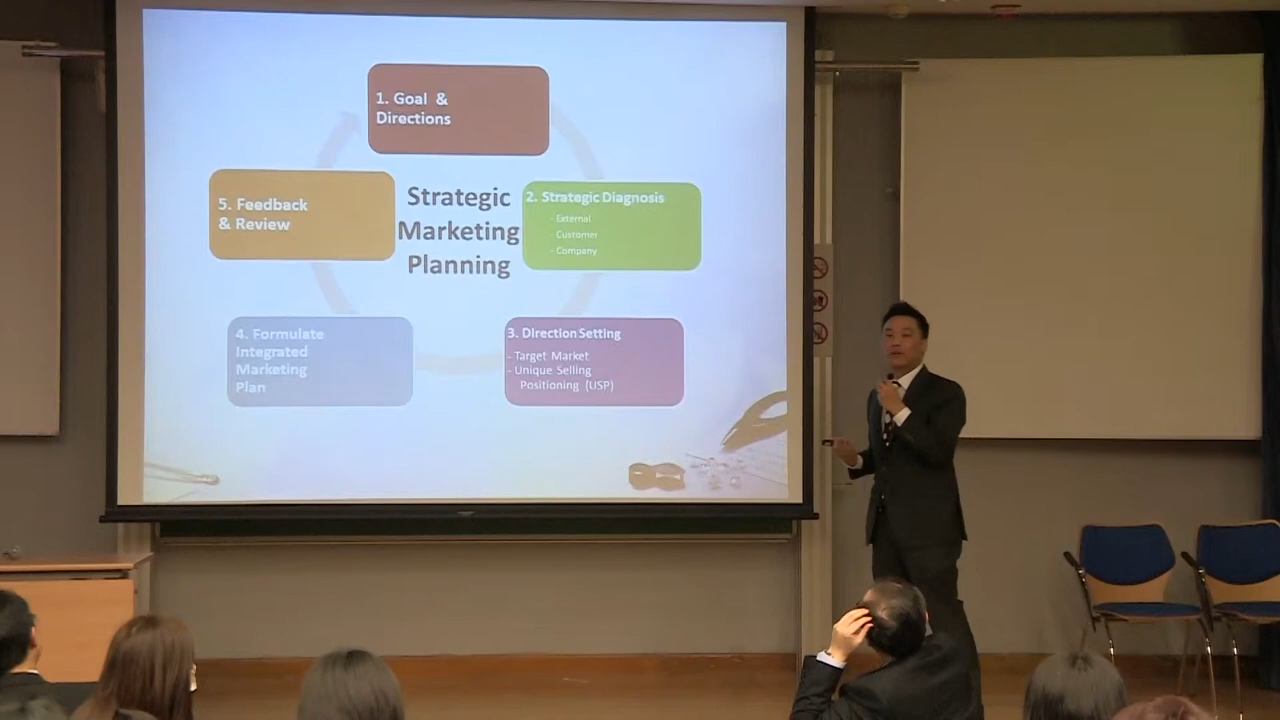 1. Goal &
Directions
5. Feedback
& Review
Strategic
Marketing
Planning
2. Strategic Diagnosis
- External
- Customer
- Company
4. Formulate
Integrated
Marketing
Plan
3. Direction Setting
- Target Market
- Unique Selling
Positioning (USP)